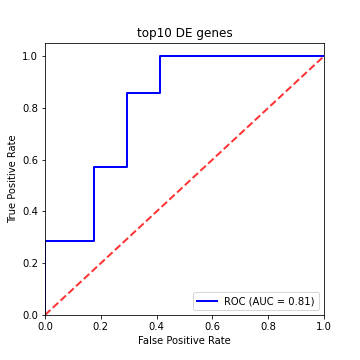 top10 DE genes
1.0
0.8
0.6
0.4
0.2
0.0
True Positive Rate
ROC (AUC = 0.81)
0.0 0.2 0.4 0.6 0.8 1.0
False Positive Rate